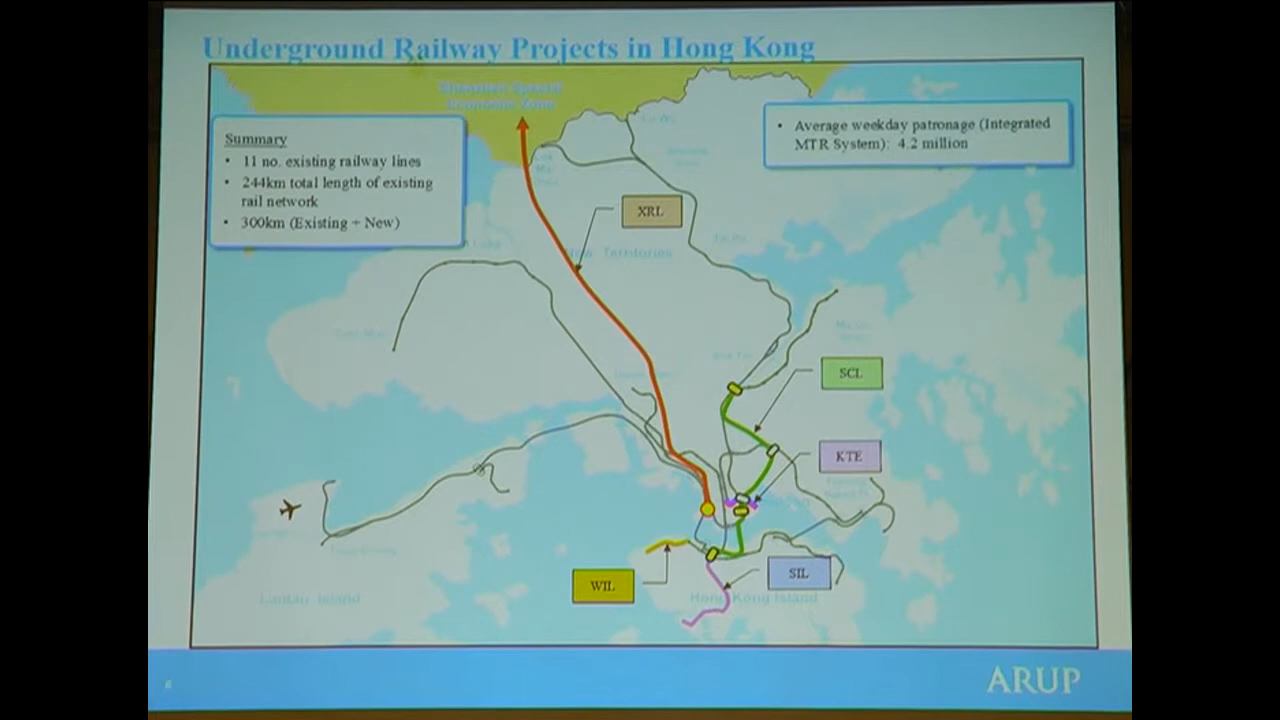 Underground Railway Projects in Hong Kong
Shenzhen Special
Economic Zone
Summary
• 11 no. existing railway lines
• 244km total length of existing
rail network
• 300km (Existing + New)
• Average weekday patronage (Integrated
MTR System): 4.2 million
XRL
New Territories
SCL
KTE
WIL
SIL
Lantau Island
Hong Kong Island
6
ARUP